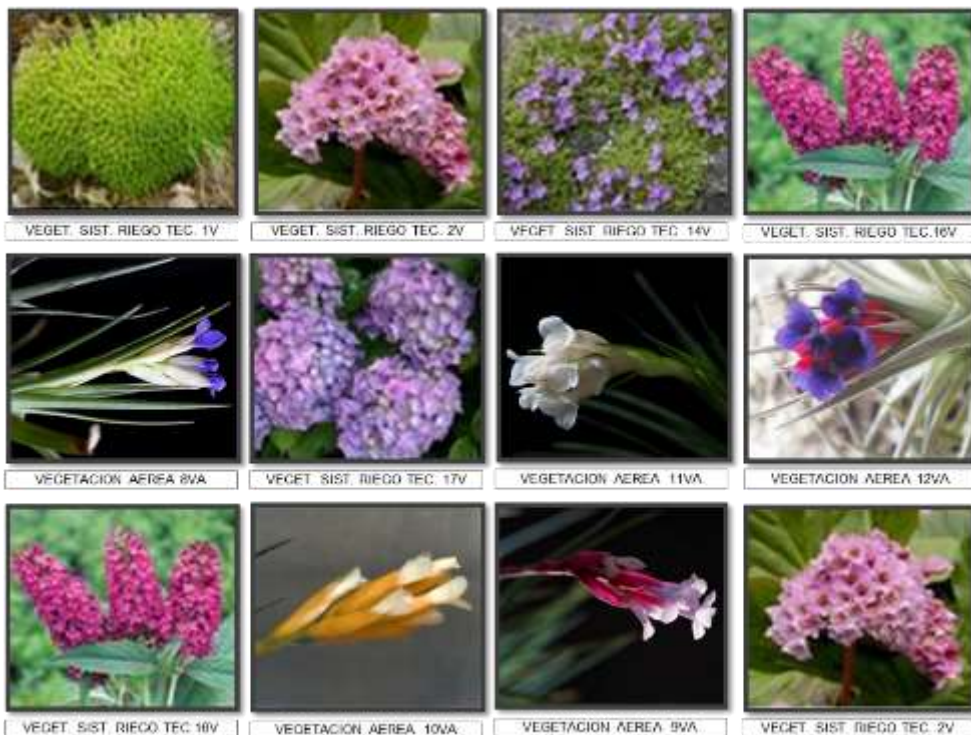 VEGET. SIST. RIEGO TEC. 1V
VEGET. SIST. RIEGO TEC. 2V
VEGET. SIST. RIEGO TEC. 14V
VEGET. SIST. RIEGO TEC.16V
VEGETACION AEREA 8VA
VEGET. SIST. RIEGO TEC. 17V
VEGETACION AEREA 11VA
VEGETACION AEREA 12VA
VEGET. SIST. RIEGO TEC.16V
VEGETACION AEREA 10VA
VEGETACION AEREA 9VA
VEGET. SIST. RIEGO TEC. 2V